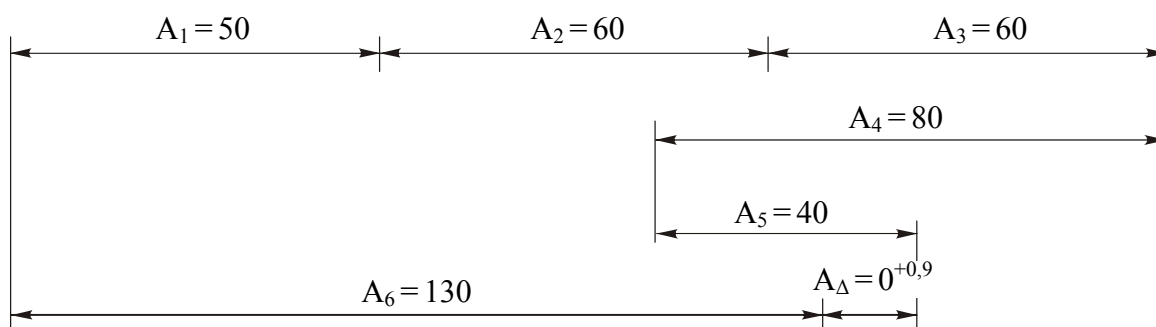 A₁ = 50 A₂ = 60 A₃ = 60
A₄ = 80
A₅ = 40
A₆ = 130 A_Δ = 0⁺⁰,⁹